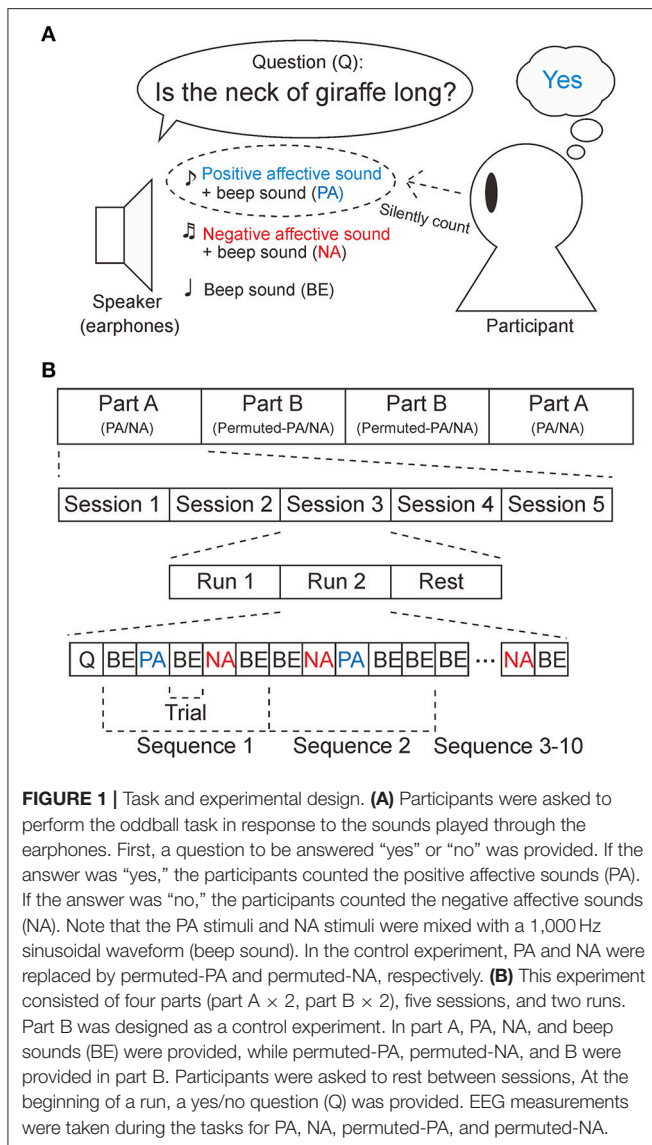 A
Question (Q):
Is the neck of giraffe long?
Yes
Positive affective sound
+ beep sound (PA)
Silently count
Negative affective sound
+ beep sound (NA)
Beep sound (BE)
Speaker
(earphones)
Participant
B
Part A Part B Part B Part A
(PA/NA) (Permuted-PA/NA) (Permuted-PA/NA) (PA/NA)
Session 1 Session 2 Session 3 Session 4 Session 5
Run 1 Run 2 Rest
Q BE PA BE NA BE BE NA PA BE BE BE ··· NA BE
Trial
Sequence 1 Sequence 2 Sequence 3-10
FIGURE 1 | Task and experimental design. (A) Participants were asked to
perform the oddball task in response to the sounds played through the
earphones. First, a question to be answered “yes” or “no” was provided. If the
answer was “yes,” the participants counted the positive affective sounds (PA).
If the answer was “no,” the participants counted the negative affective sounds
(NA). Note that the PA stimuli and NA stimuli were mixed with a 1,000 Hz
sinusoidal waveform (beep sound). In the control experiment, PA and NA were
replaced by permuted-PA and permuted-NA, respectively. (B) This experiment
consisted of four parts (part A × 2, part B × 2), five sessions, and two runs.
Part B was designed as a control experiment. In part A, PA, NA, and beep
sounds (BE) were provided, while permuted-PA, permuted-NA, and B were
provided in part B. Participants were asked to rest between sessions, At the
beginning of a run, a yes/no question (Q) was provided. EEG measurements
were taken during the tasks for PA, NA, permuted-PA, and permuted-NA.